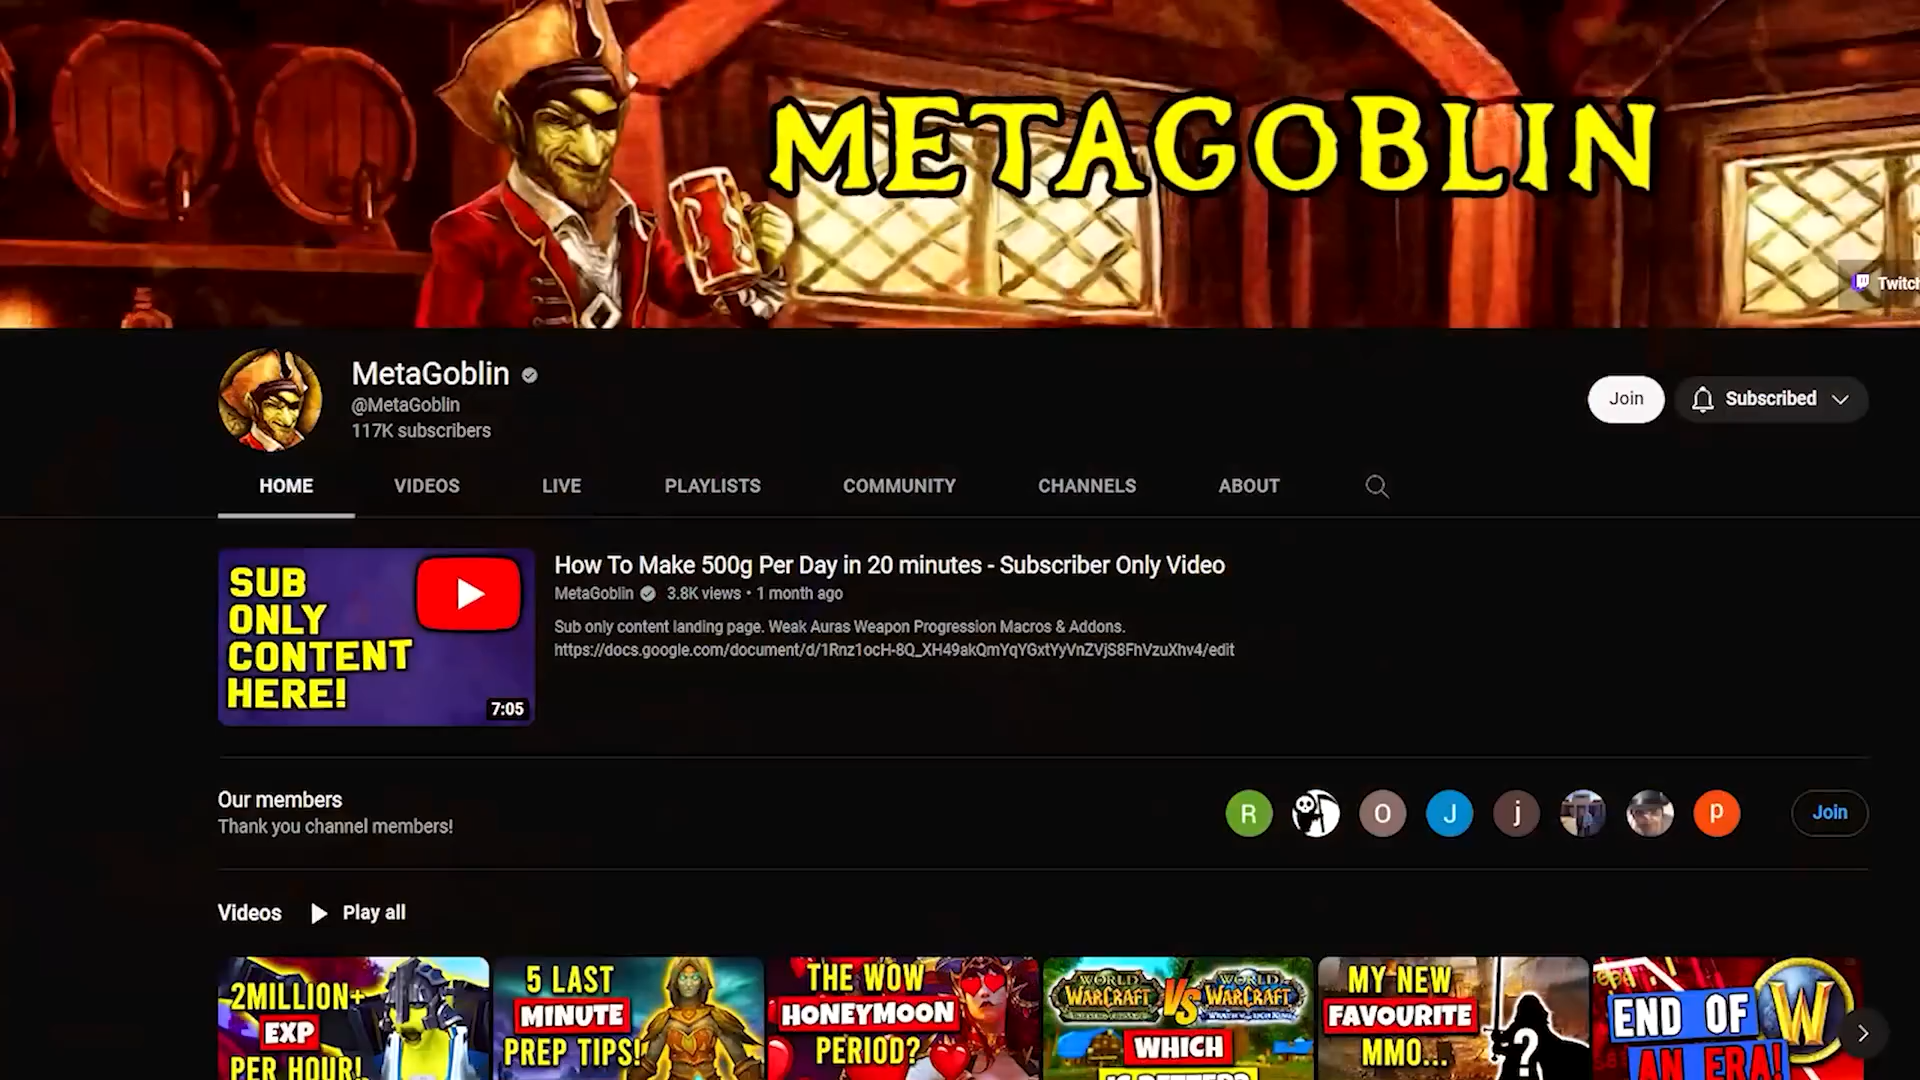 METAGOBLIN
Twitch
MetaGoblin
@MetaGoblin
117K subscribers
Join
Subscribed
HOME
VIDEOS
LIVE
PLAYLISTS
COMMUNITY
CHANNELS
ABOUT
SUB
ONLY
CONTENT
HERE!
7:05
How To Make 500g Per Day in 20 minutes - Subscriber Only Video
MetaGoblin 3.8K views • 1 month ago
Sub only content landing page. Weak Auras Weapon Progression Macros & Addons.
https://docs.google.com/document/d/1Rnz1ocH-8Q_XH49akQmYqYGxtYyVnZVjS8FhVzuXhv4/edit
Our members
Thank you channel members!
R
O
J
j
p
Join
Videos
Play all
2MILLION+
EXP
PER HOUR!
5 LAST
MINUTE
PREP TIPS!
THE WOW
HONEYMOON
PERIOD?
WORLD
WARCRAFT
VS
WORLD
WARCRAFT
WHICH
IS BETTER?
MY NEW
FAVOURITE
MMO...
?
END OF
AN ERA!
W